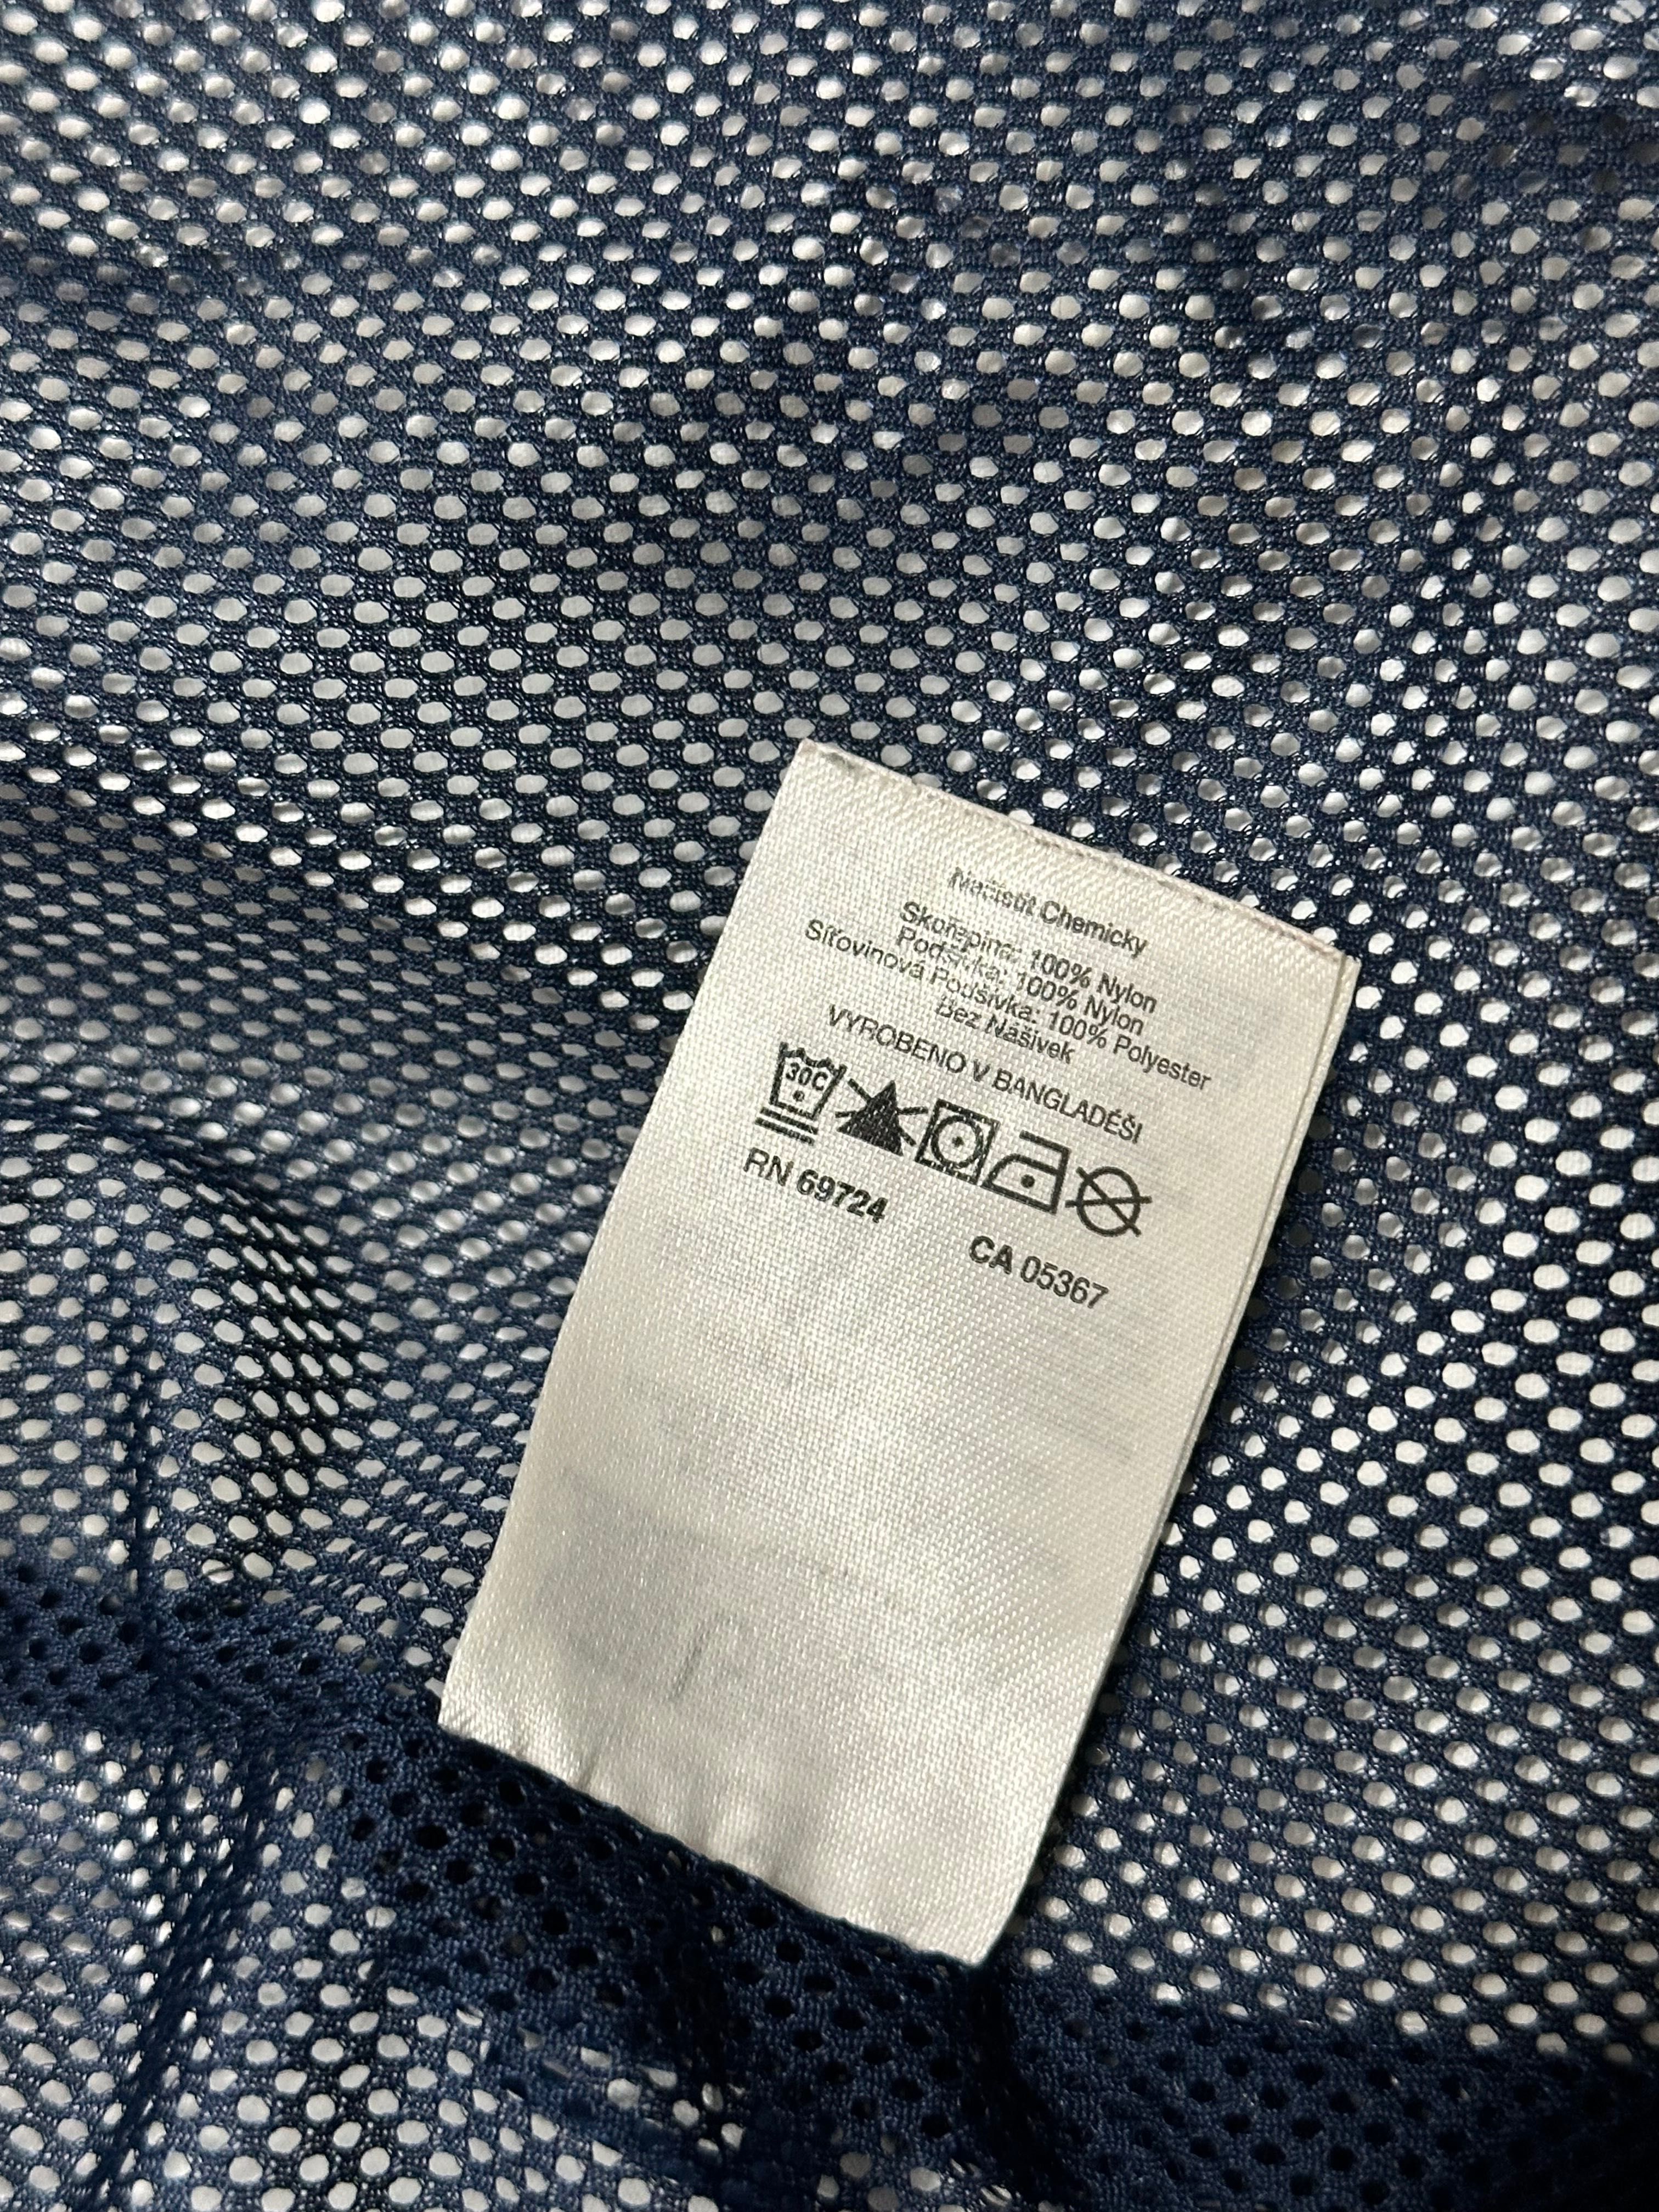 Nečistit Chemicky
Skořepina: 100% Nylon
Podšívka: 100% Nylon
Síťovinová Podšívka: 100% Polyester
Bez Nášivek
VYROBENO V BANGLADÉŠI
30C
RN 69724
CA 05367